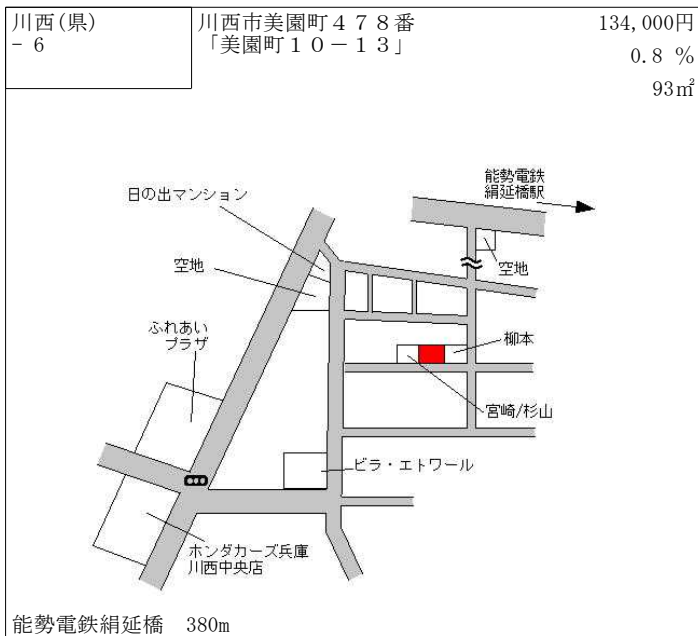 川西(県)
- 6
川西市美園町４７８番
「美園町１０－１３」
134,000円
0.8 %
93㎡
能勢電鉄
絹延橋駅
日の出マンション
空地
空地
ふれあい
プラザ
柳本
宮崎/杉山
ビラ・エトワール
ホンダカーズ兵庫
川西中央店
能勢電鉄絹延橋　380m